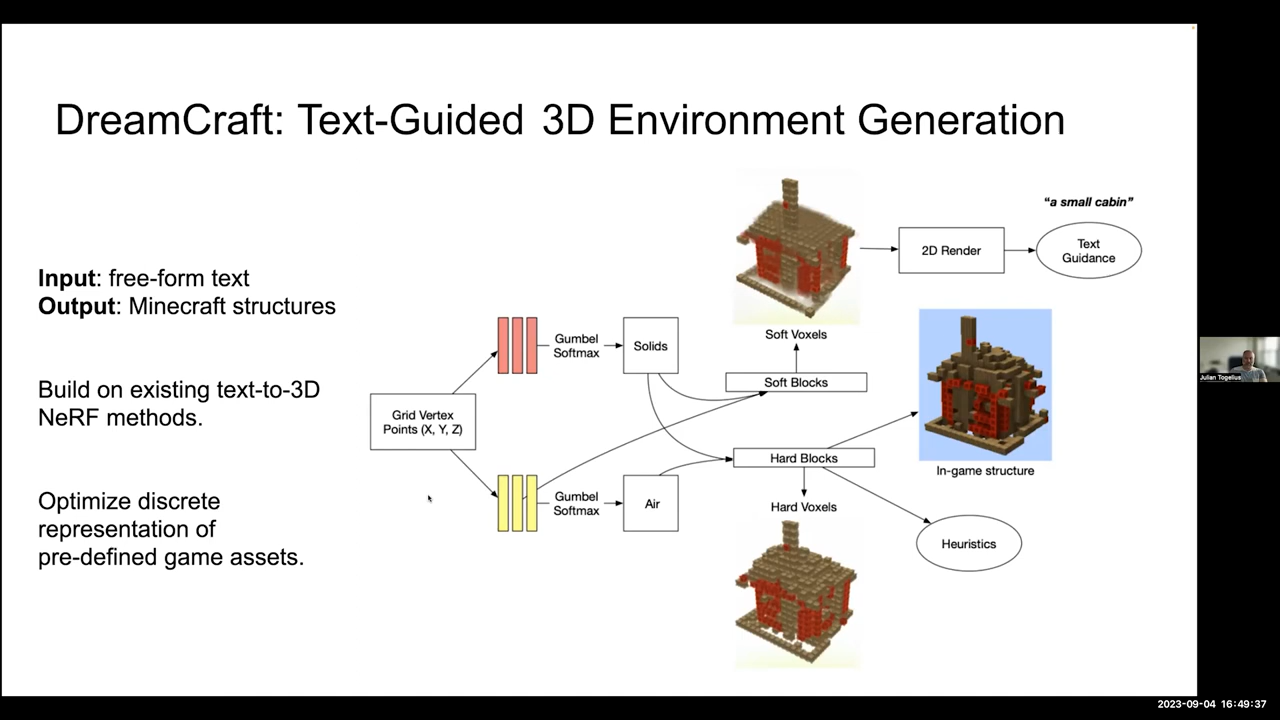 DreamCraft: Text-Guided 3D Environment Generation
Input: free-form text
Output: Minecraft structures
Build on existing text-to-3D
NeRF methods.
Optimize discrete
representation of
pre-defined game assets.
Grid Vertex
Points (X, Y, Z)
Gumbel
Softmax
Solids
Gumbel
Softmax
Air
Soft Voxels
Soft Blocks
Hard Blocks
Hard Voxels
2D Render
"a small cabin"
Text
Guidance
In-game structure
Heuristics
Julian Togelius
2023-09-04 16:49:37